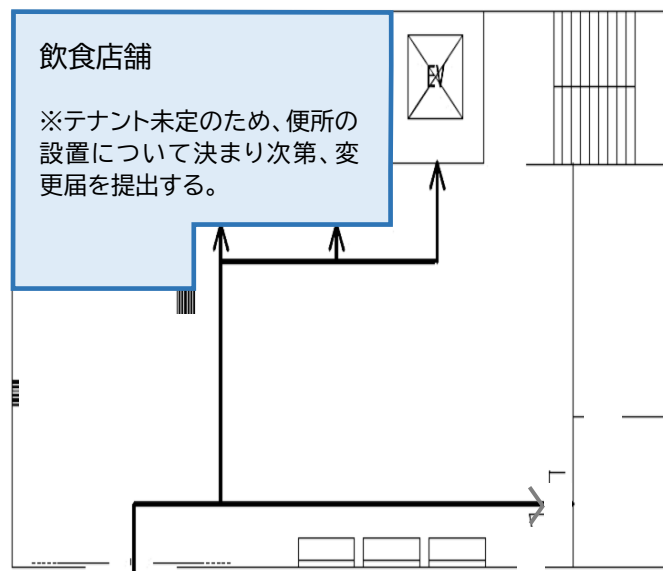 飲食店舗
※テナント未定のため、便所の
設置について決まり次第、変
更届を提出する。
EV